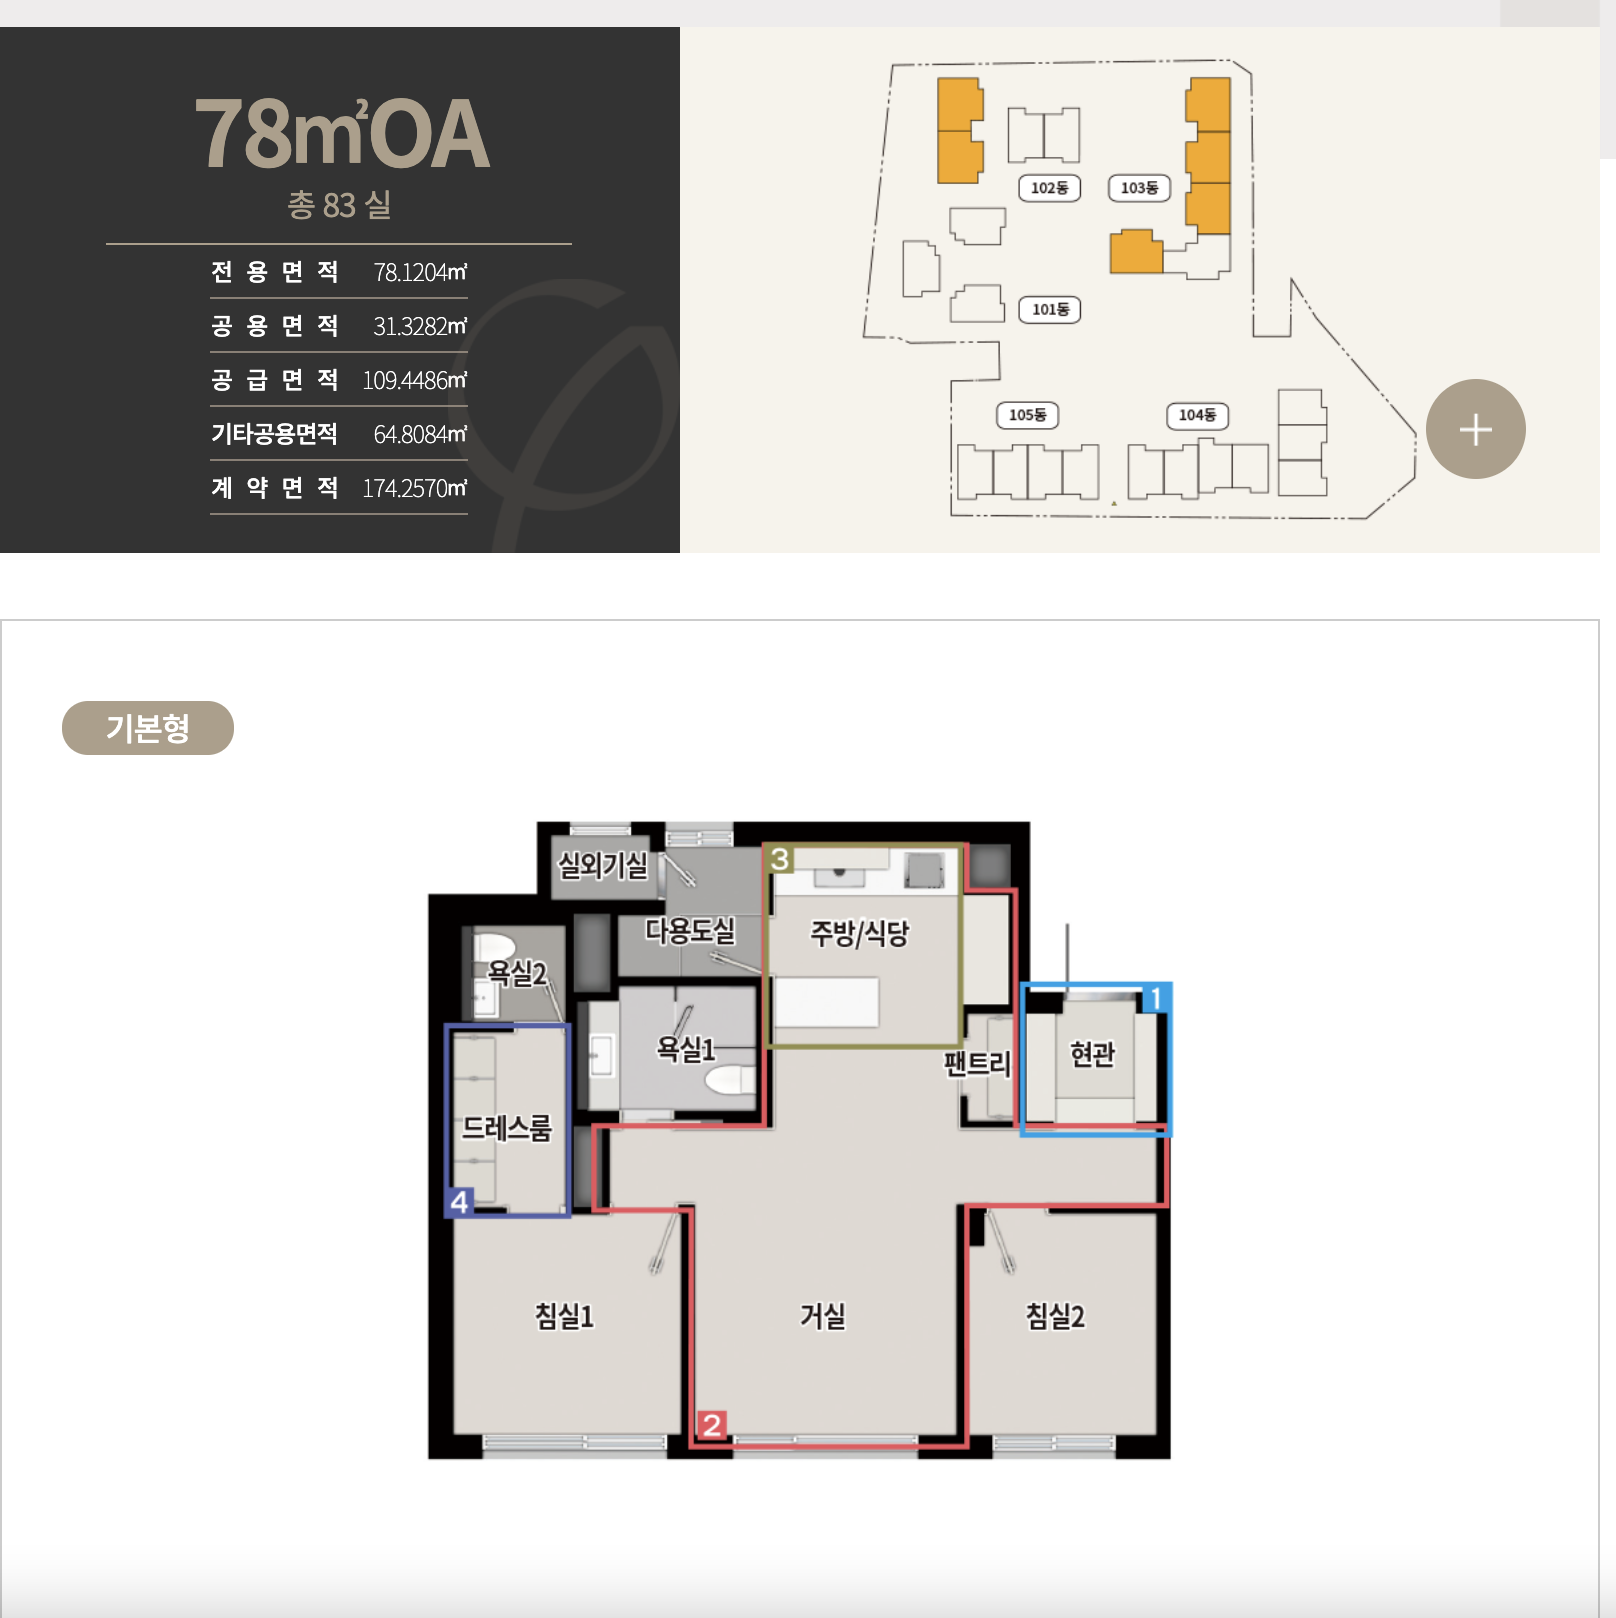 78㎡OA
총 83 실
전 용 면 적 78.1204㎡
공 용 면 적 31.3282㎡
공 급 면 적 109.4486㎡
기타공용면적 64.8084㎡
계 약 면 적 174.2570㎡
102동
103동
101동
105동
104동
기본형
실외기실
3
다용도실
주방/식당
욕실2
1
욕실1
팬트리
현관
드레스룸
4
침실1
거실
침실2
2